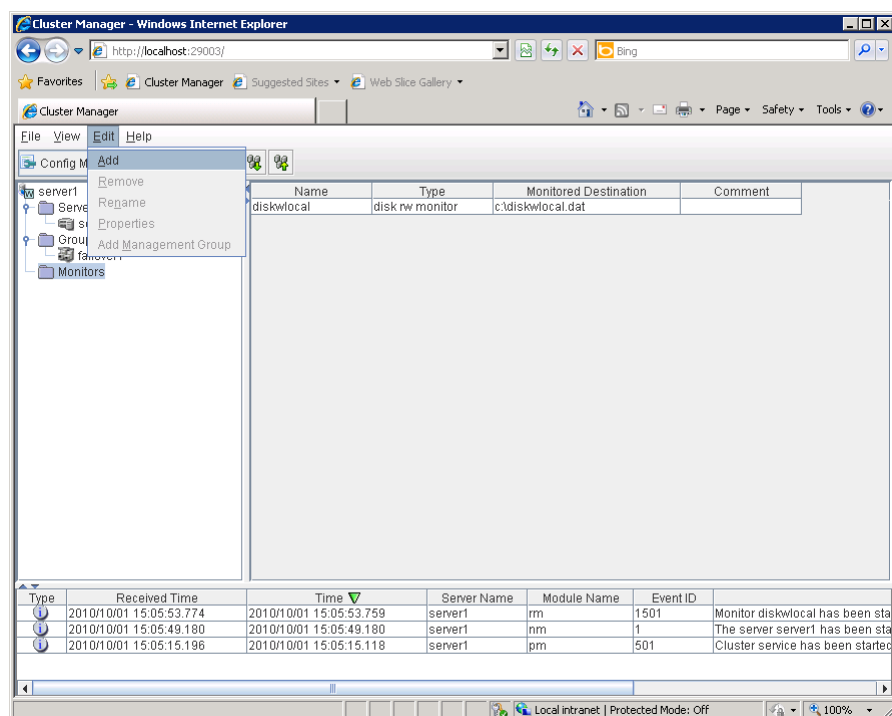 Cluster Manager - Windows Internet Explorer
http://localhost:29003/
Bing
Favorites Cluster Manager Suggested Sites Web Slice Gallery
Cluster Manager
Page Safety Tools
File View Edit Help
Config M
Add
Remove
Rename
Properties
Add Management Group
server1
Serve
Group
failover1
Monitors
Name Type Monitored Destination Comment
diskwlocal disk rw monitor c:\diskwlocal.dat
Type Received Time Time Server Name Module Name Event ID
2010/10/01 15:05:53.774 2010/10/01 15:05:53.759 server1 rm 1501 Monitor diskwlocal has been sta
2010/10/01 15:05:49.180 2010/10/01 15:05:49.180 server1 nm 1 The server server1 has been sta
2010/10/01 15:05:15.196 2010/10/01 15:05:15.118 server1 pm 501 Cluster service has been started
Local intranet | Protected Mode: Off 100%